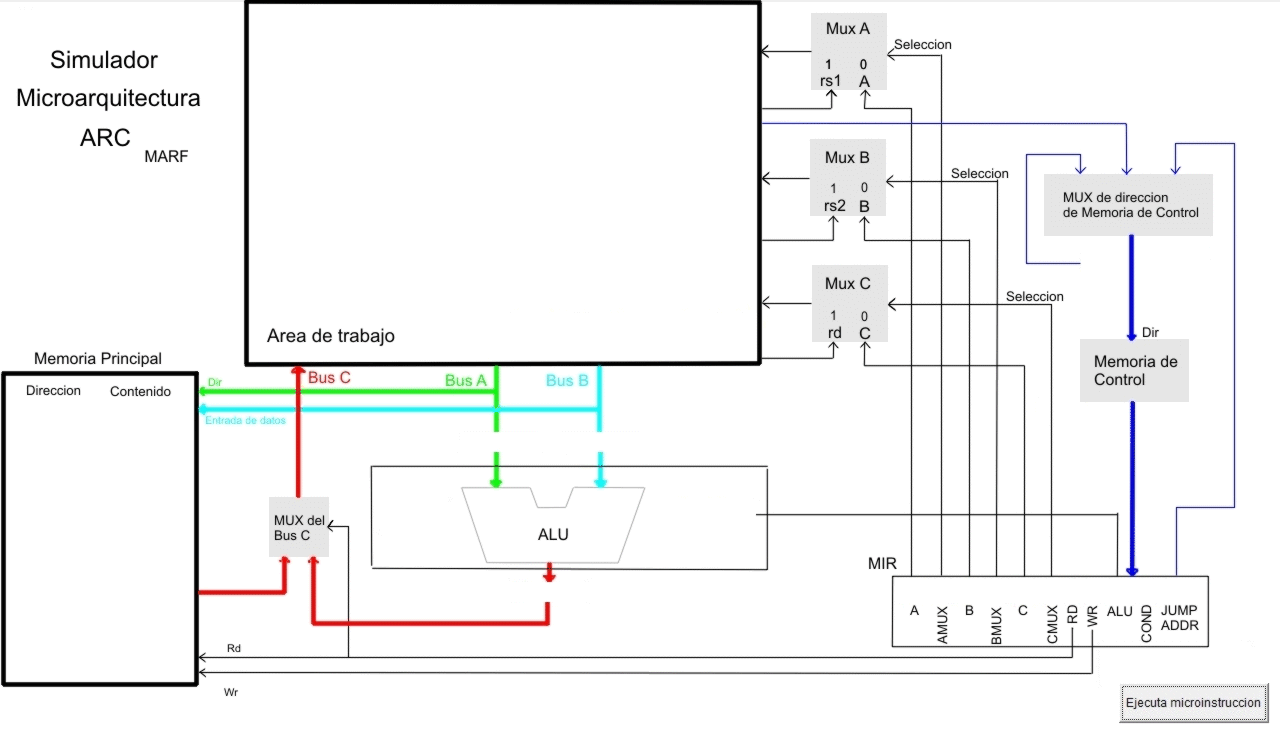 Simulador
Microarquitectura
ARC
MARF
Mux A
1 0
rs1 A
Seleccion
Mux B
1 0
rs2 B
Seleccion
MUX de direccion
de Memoria de Control
Mux C
1 0
rd C
Seleccion
Area de trabajo
Dir
Memoria de
Control
Memoria Principal
Direccion Contenido
Dir
Entrada de datos
Bus C
Bus A
Bus B
MUX del
Bus C
ALU
MIR
A
AMUX
B
BMUX
C
CMUX
RD
WR
ALU
COND
JUMP
ADDR
Rd
Wr
Ejecuta microinstruccion